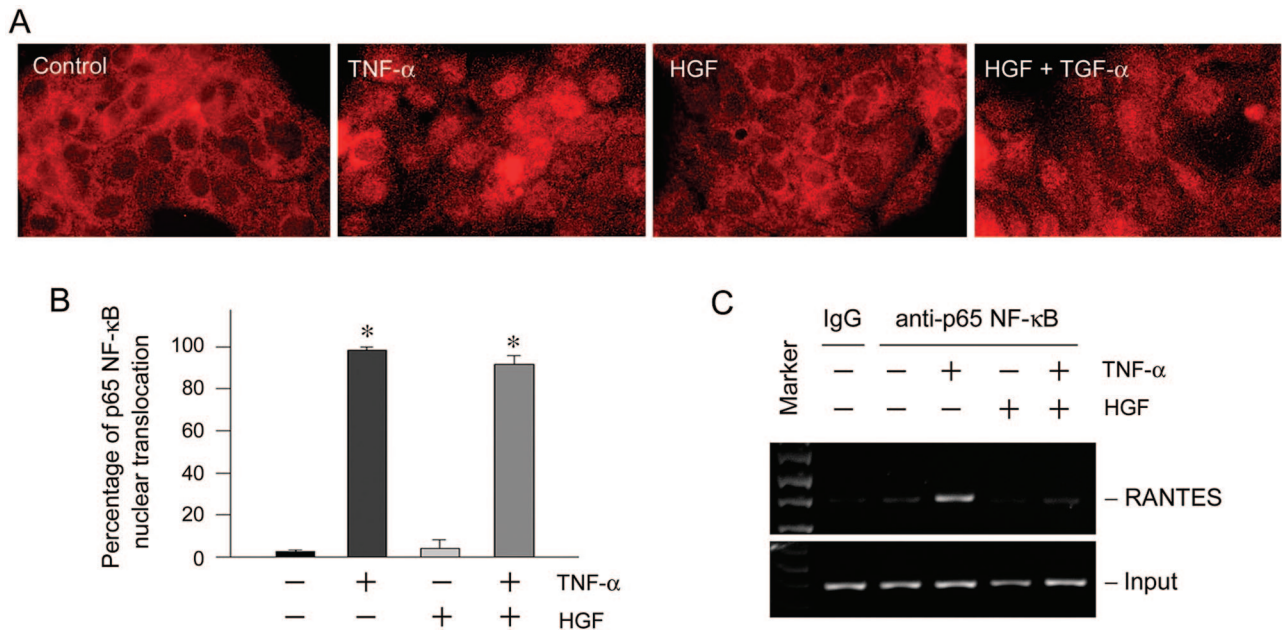 A
Control
TNF-α
HGF
HGF + TGF-α
B
Percentage of p65 NF-κB
nuclear translocation
100
80
60
40
20
0
* *
– + – + TNF-α
– – + + HGF
C
Marker
IgG anti-p65 NF-κB
– – + – + TNF-α
– – – + + HGF
– RANTES
– Input